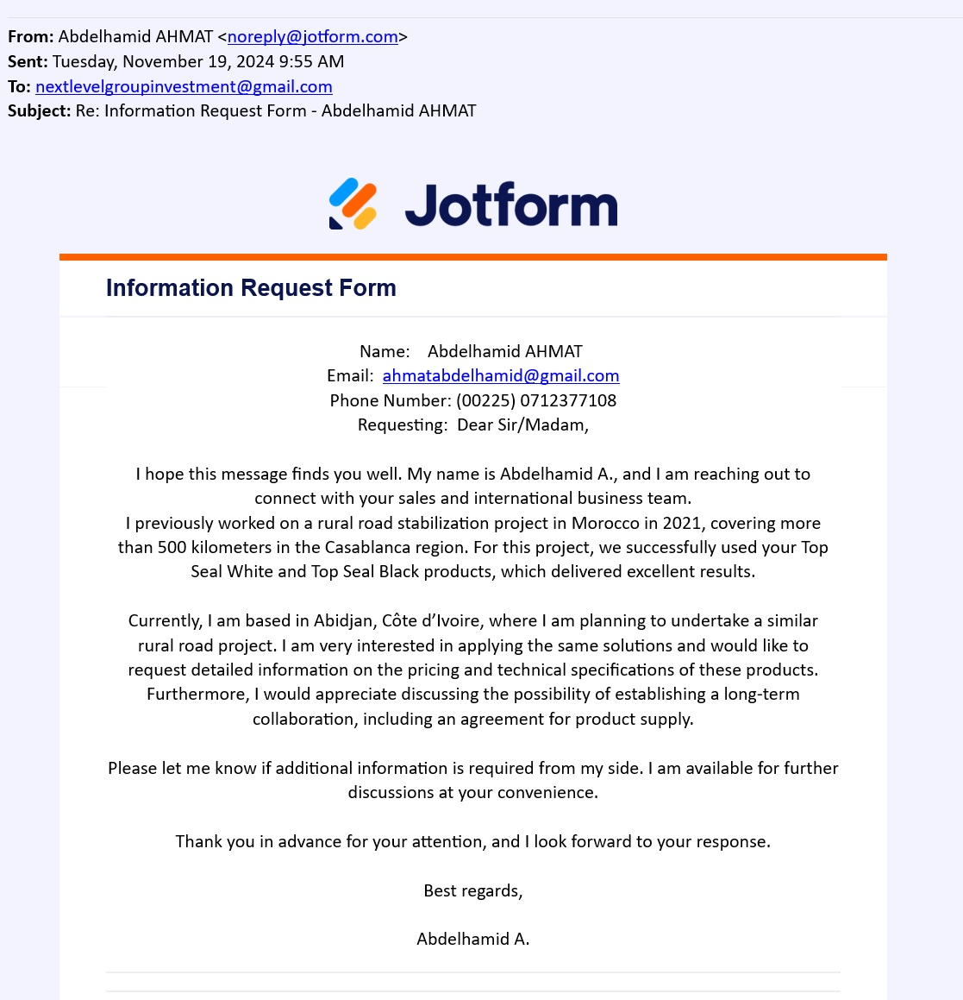 From: Abdelhamid AHMAT <noreply@jotform.com>
Sent: Tuesday, November 19, 2024 9:55 AM
To: nextlevelgroupinvestment@gmail.com
Subject: Re: Information Request Form - Abdelhamid AHMAT
Jotform
Information Request Form
Name: Abdelhamid AHMAT
Email: ahmatabdelhamid@gmail.com
Phone Number: (00225) 0712377108
Requesting: Dear Sir/Madam,
I hope this message finds you well. My name is Abdelhamid A., and I am reaching out to
connect with your sales and international business team.
I previously worked on a rural road stabilization project in Morocco in 2021, covering more
than 500 kilometers in the Casablanca region. For this project, we successfully used your Top
Seal White and Top Seal Black products, which delivered excellent results.
Currently, I am based in Abidjan, Côte d’Ivoire, where I am planning to undertake a similar
rural road project. I am very interested in applying the same solutions and would like to
request detailed information on the pricing and technical specifications of these products.
Furthermore, I would appreciate discussing the possibility of establishing a long-term
collaboration, including an agreement for product supply.
Please let me know if additional information is required from my side. I am available for further
discussions at your convenience.
Thank you in advance for your attention, and I look forward to your response.
Best regards,
Abdelhamid A.